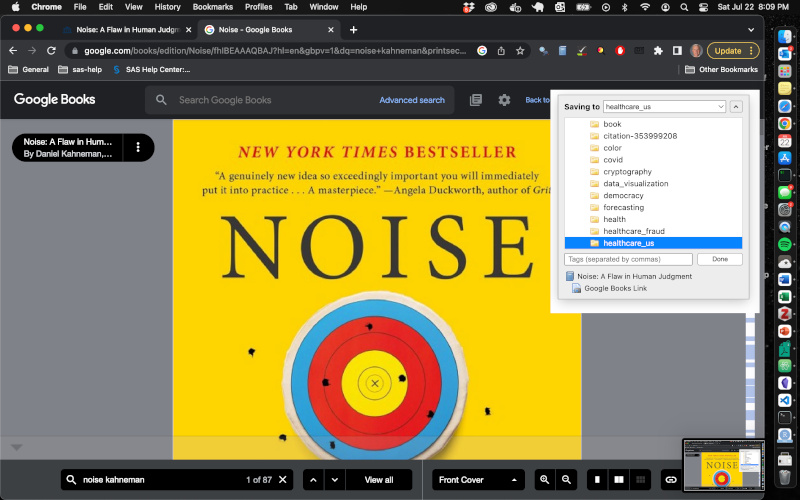 Chrome File Edit View History Bookmarks Profiles Tab Window Help
Sat Jul 22 8:09 PM
Noise: A Flaw in Human Judgm
Noise - Google Books
google.com/books/edition/Noise/fhIBEAAAQBAJ?hl=en&gbpv=1&dq=noise+kahneman&printsec...
Update
General
sas-help
SAS Help Center:...
Other Bookmarks
Google Books
Search Google Books
Advanced search
Back to
Noise: A Flaw in Hum...
By Daniel Kahneman,...
NEW YORK TIMES BESTSELLER
“A genuinely new idea so exceedingly important you will immediately
put it into practice . . . A masterpiece.” —Angela Duckworth, author of Grit
NOISE
Saving to
healthcare_us
book
citation-353999208
color
covid
cryptography
data_visualization
democracy
forecasting
health
healthcare_fraud
healthcare_us
Tags (separated by commas)
Done
Noise: A Flaw in Human Judgment
Google Books Link
noise kahneman
1 of 87
View all
Front Cover
NOISE